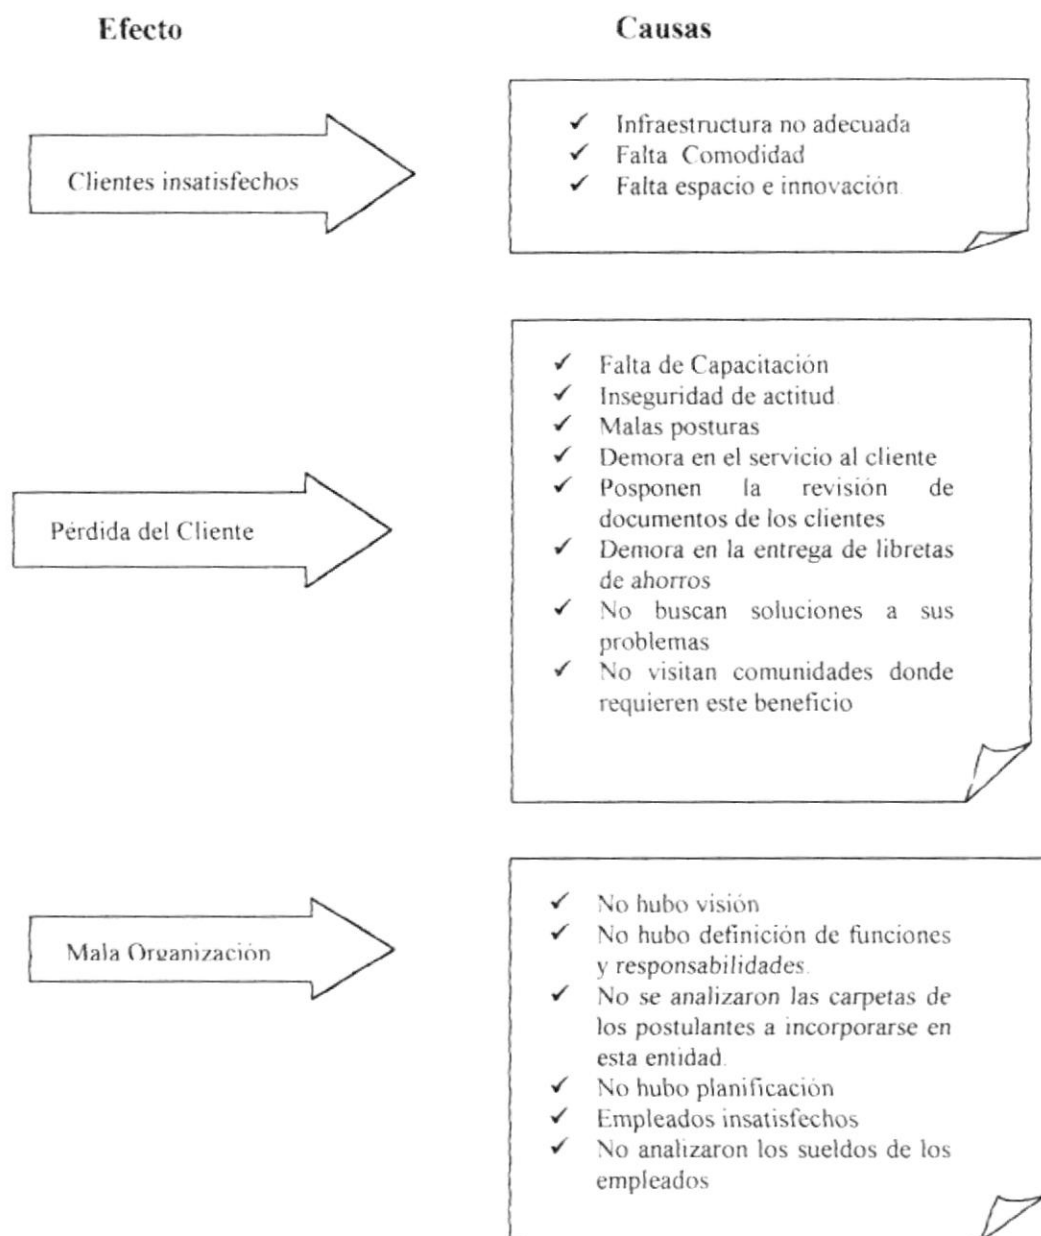 Efecto
Causas
Clientes insatisfechos
✓ Infraestructura no adecuada
✓ Falta Comodidad
✓ Falta espacio e innovación.
Pérdida del Cliente
✓ Falta de Capacitación
✓ Inseguridad de actitud.
✓ Malas posturas
✓ Demora en el servicio al cliente
✓ Posponen la revisión de
documentos de los clientes
✓ Demora en la entrega de libretas
de ahorros
✓ No buscan soluciones a sus
problemas
✓ No visitan comunidades donde
requieren este beneficio
Mala Organización
✓ No hubo visión
✓ No hubo definición de funciones
y responsabilidades.
✓ No se analizaron las carpetas de
los postulantes a incorporarse en
esta entidad.
✓ No hubo planificación
✓ Empleados insatisfechos
✓ No analizaron los sueldos de los
empleados